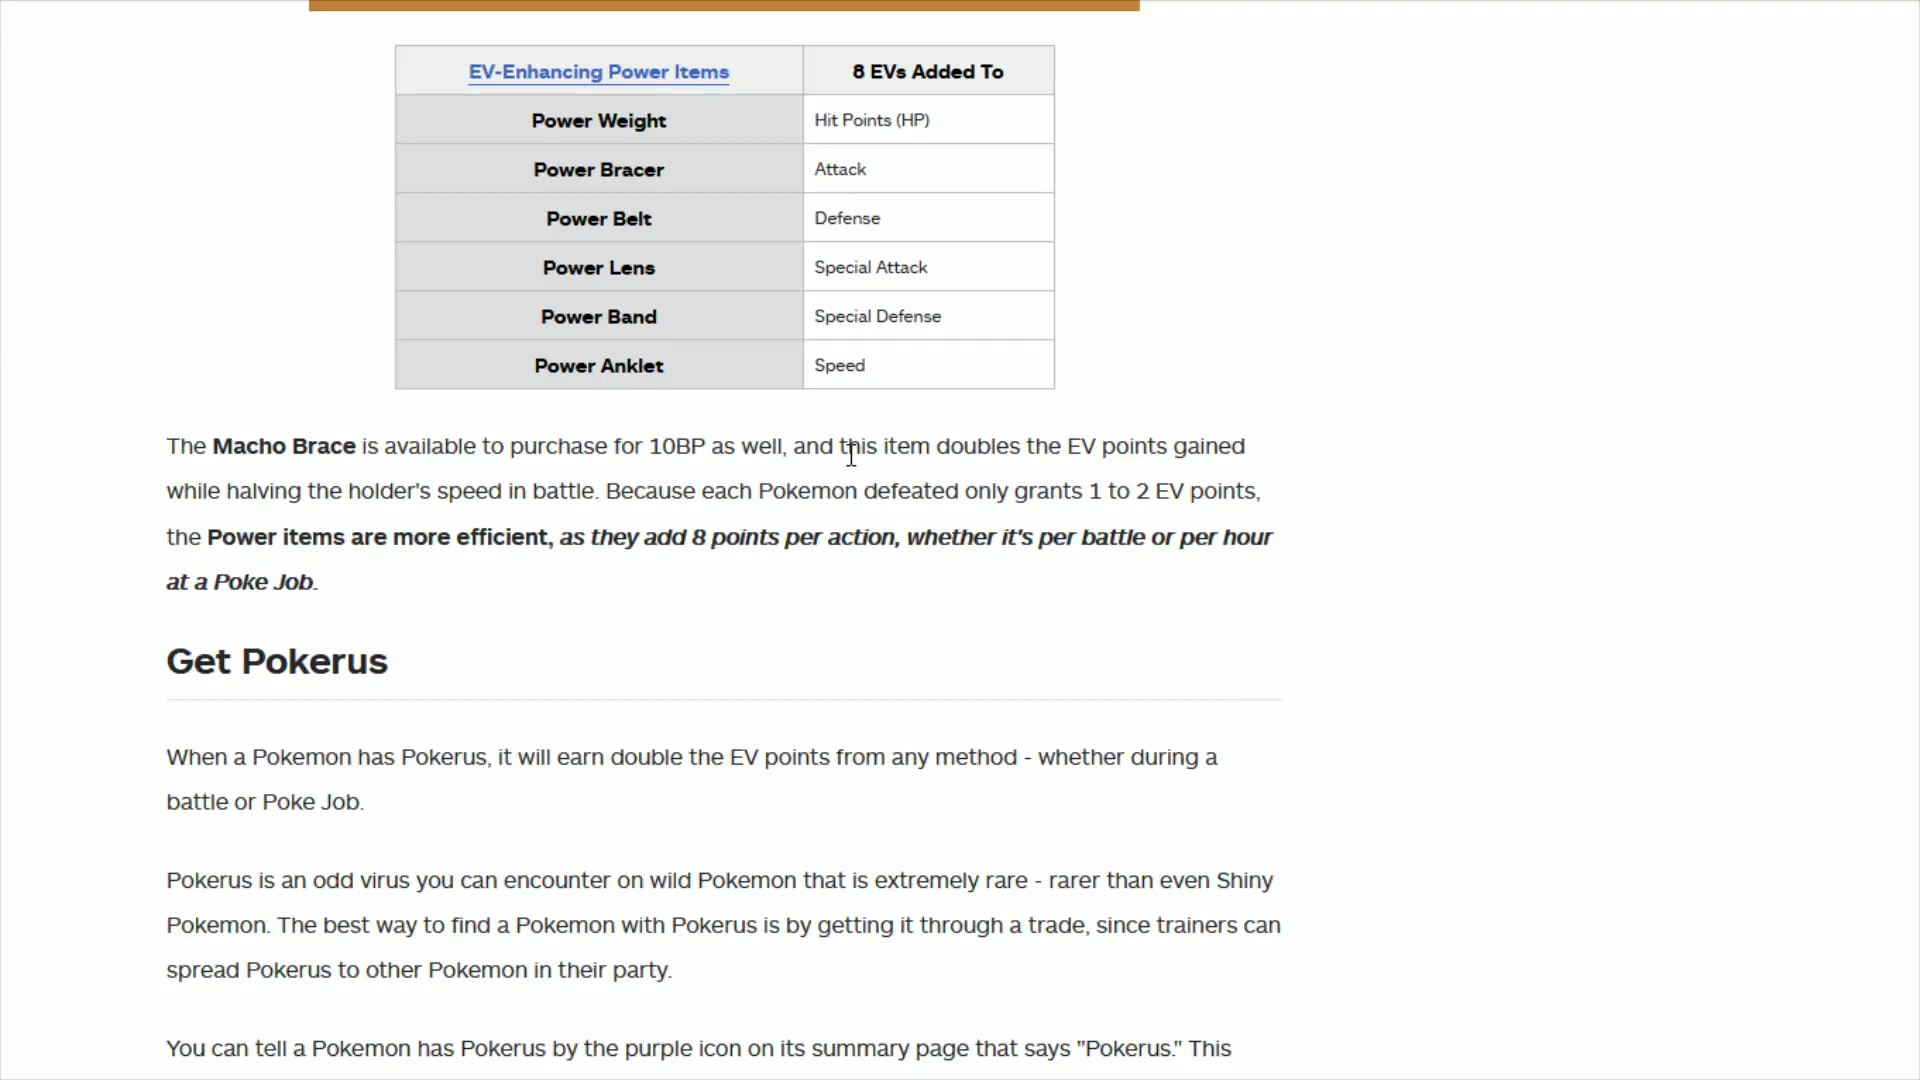 EV-Enhancing Power Items 8 EVs Added To
Power Weight Hit Points (HP)
Power Bracer Attack
Power Belt Defense
Power Lens Special Attack
Power Band Special Defense
Power Anklet Speed
The Macho Brace is available to purchase for 10BP as well, and this item doubles the EV points gained
while halving the holder's speed in battle. Because each Pokemon defeated only grants 1 to 2 EV points,
the Power items are more efficient, as they add 8 points per action, whether it's per battle or per hour
at a Poke Job.
Get Pokerus
When a Pokemon has Pokerus, it will earn double the EV points from any method - whether during a
battle or Poke Job.
Pokerus is an odd virus you can encounter on wild Pokemon that is extremely rare - rarer than even Shiny
Pokemon. The best way to find a Pokemon with Pokerus is by getting it through a trade, since trainers can
spread Pokerus to other Pokemon in their party.
You can tell a Pokemon has Pokerus by the purple icon on its summary page that says "Pokerus." This